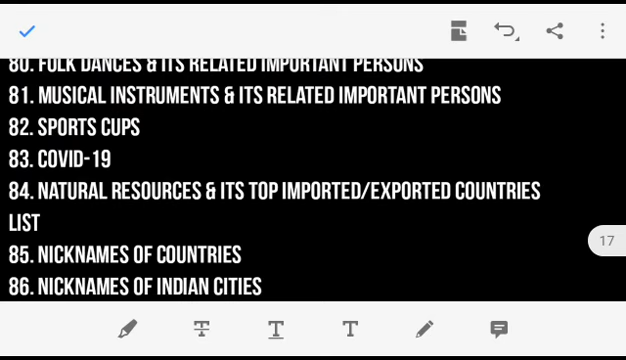 80. FOLK DANCES & ITS RELATED IMPORTANT PERSONS
81. MUSICAL INSTRUMENTS & ITS RELATED IMPORTANT PERSONS
82. SPORTS CUPS
83. COVID-19
84. NATURAL RESOURCES & ITS TOP IMPORTED/EXPORTED COUNTRIES
LIST
17
85. NICKNAMES OF COUNTRIES
86. NICKNAMES OF INDIAN CITIES